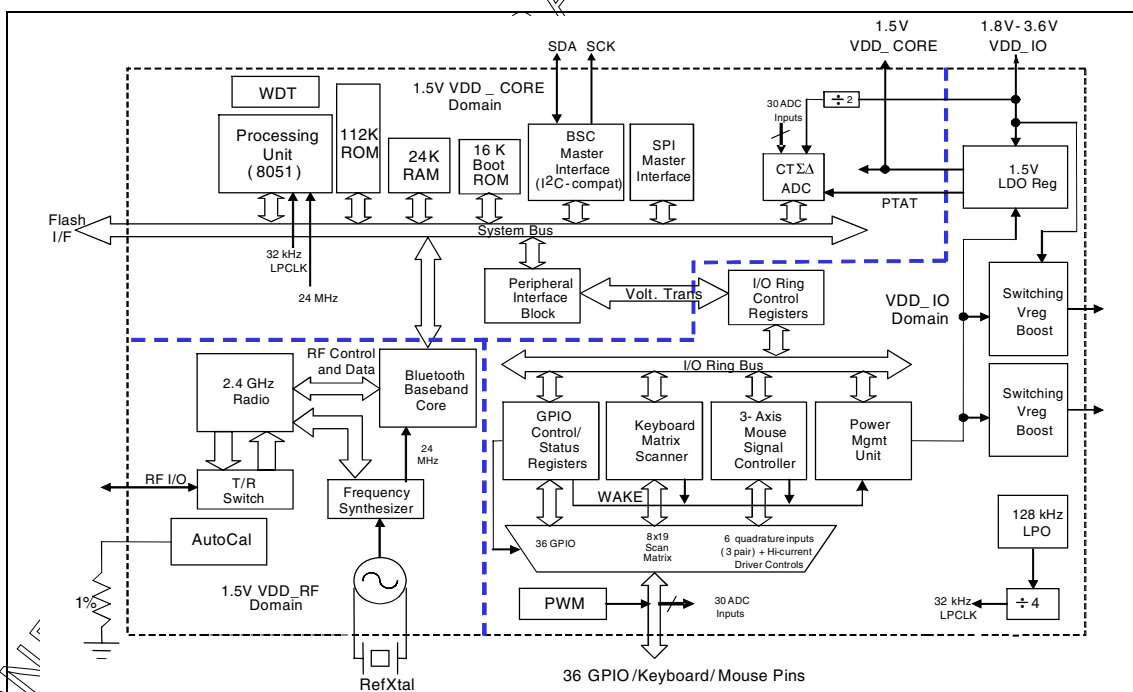 1.5V
VDD_CORE
1.8V-3.6V
VDD_IO
SDA SCK
WDT
1.5V VDD_CORE
Domain
Processing
Unit
(8051)
112K
ROM
24K
RAM
16 K
Boot
ROM
BSC
Master
Interface
(I2C-compat)
SPI
Master
Interface
30 ADC
Inputs
÷ 2
CT ΣΔ
ADC
1.5V
LDO Reg
PTAT
Flash
I/F
System Bus
32 kHz
LPCLK
24 MHz
Peripheral
Interface
Block
Volt. Trans
I/O Ring
Control
Registers
VDD_IO
Domain
Switching
Vreg
Boost
RF Control
and Data
2.4 GHz
Radio
Bluetooth
Baseband
Core
I/O Ring Bus
Switching
Vreg
Boost
GPIO
Control/
Status
Registers
Keyboard
Matrix
Scanner
3- Axis
Mouse
Signal
Controller
Power
Mgmt
Unit
24
MHz
RF I/O
T/R
Switch
Frequency
Synthesizer
WAKE
128 kHz
LPO
AutoCal
36 GPIO
8x19
Scan
Matrix
6 quadrature inputs
(3 pair) + Hi-current
Driver Controls
1%
1.5V VDD_RF
Domain
PWM
30 ADC
Inputs
32 kHz
LPCLK
÷ 4
RefXtal
36 GPIO/Keyboard/Mouse Pins